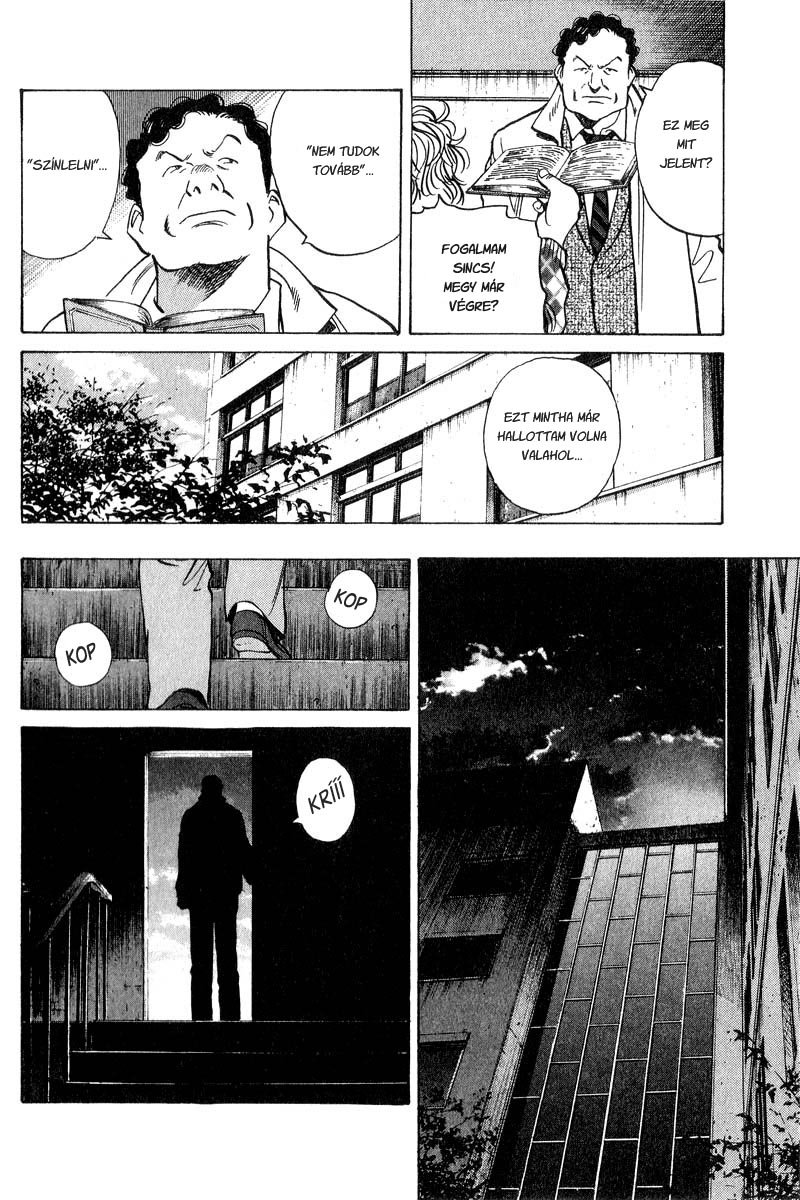 EZ MEG
MIT
JELENT?
FOGALMAM
SINCS!
MEGY MÁR
VÉGRE?
"NEM TUDOK
TOVÁBB"...
"SZÍNLELNI"...
EZT MINTHA MÁR
HALLOTTAM VOLNA
VALAHOL...
KOP
KOP
KRÍÍÍ